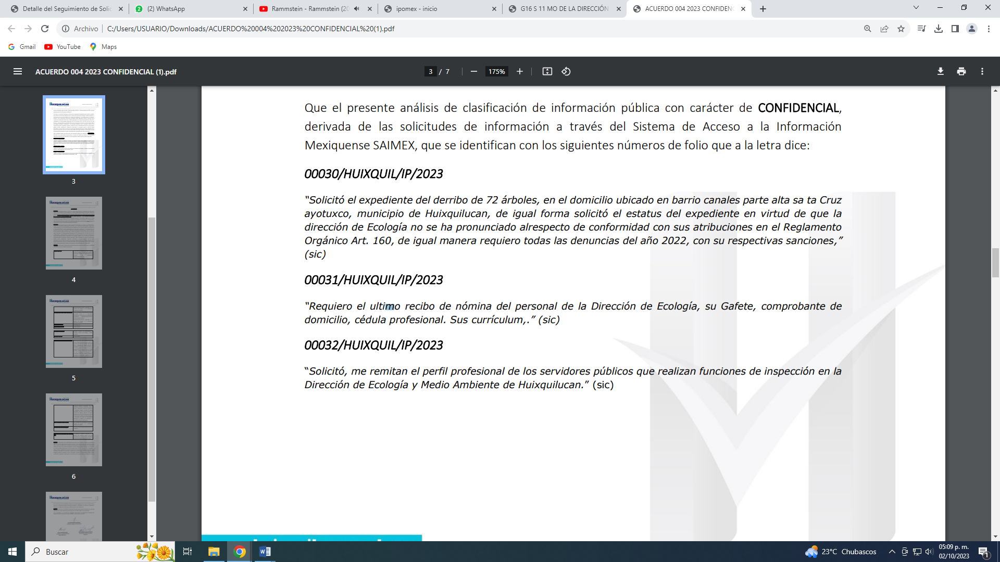 Detalle del Seguimiento de Solic
(2) WhatsApp
Rammstein - Rammstein (20
ipomex - inicio
G16 S 11 MO DE LA DIRECCIÓN
ACUERDO 004 2023 CONFIDENC
Archivo
C:/Users/USUARIO/Downloads/ACUERDO%20004%202023%20CONFIDENCIAL%20(1).pdf
Gmail
YouTube
Maps
ACUERDO 004 2023 CONFIDENCIAL (1).pdf
3 / 7
175%
HUIXQUILUCAN
3
HUIXQUILUCAN
4
HUIXQUILUCAN
5
HUIXQUILUCAN
6
HUIXQUILUCAN
Que el presente análisis de clasificación de información pública con carácter de CONFIDENCIAL,
derivada de las solicitudes de información a través del Sistema de Acceso a la Información
Mexiquense SAIMEX, que se identifican con los siguientes números de folio que a la letra dice:
00030/HUIXQUIL/IP/2023
“Solicitó el expediente del derribo de 72 árboles, en el domicilio ubicado en barrio canales parte alta sa ta Cruz
ayotuxco, municipio de Huixquilucan, de igual forma solicitó el estatus del expediente en virtud de que la
dirección de Ecología no se ha pronunciado alrespecto de conformidad con sus atribuciones en el Reglamento
Orgánico Art. 160, de igual manera requiero todas las denuncias del año 2022, con su respectivas sanciones,”
(sic)
00031/HUIXQUIL/IP/2023
“Requiero el ultimo recibo de nómina del personal de la Dirección de Ecología, su Gafete, comprobante de
domicilio, cédula profesional. Sus currículum,.” (sic)
00032/HUIXQUIL/IP/2023
“Solicitó, me remitan el perfil profesional de los servidores públicos que realizan funciones de inspección en la
Dirección de Ecología y Medio Ambiente de Huixquilucan.” (sic)
Buscar
23°C Chubascos
05:09 p. m.
02/10/2023
1